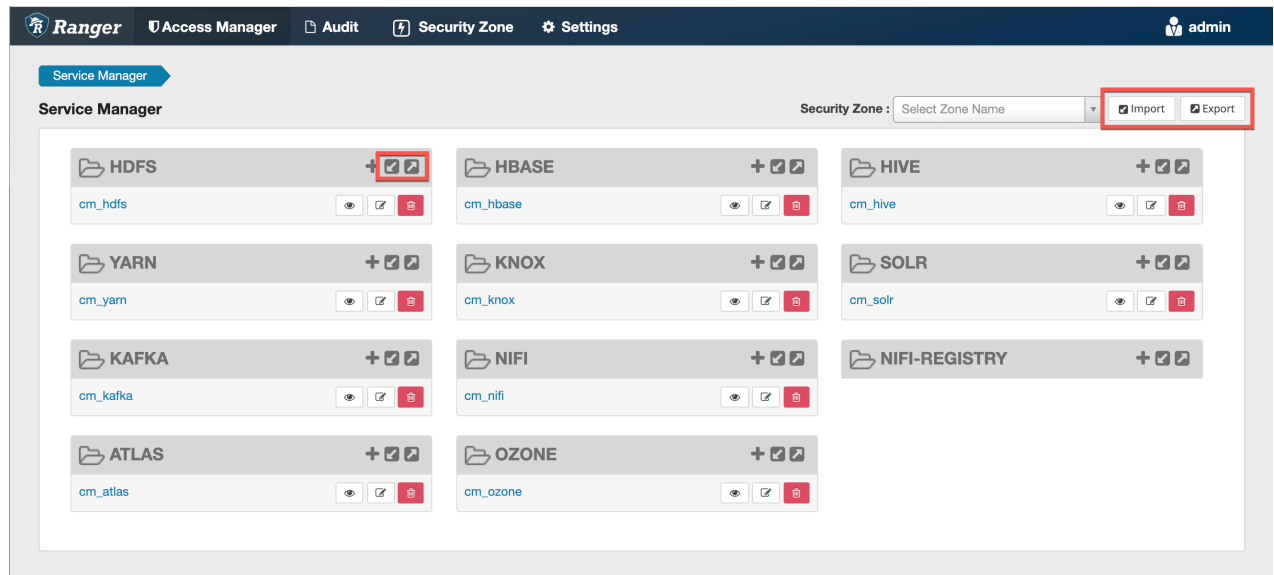 Ranger Access Manager Audit Security Zone Settings admin
Service Manager
Service Manager Security Zone : Select Zone Name Import Export
HDFS HBASE HIVE
cm_hdfs cm_hbase cm_hive
YARN KNOX SOLR
cm_yarn cm_knox cm_solr
KAFKA NIFI NIFI-REGISTRY
cm_kafka cm_nifi
ATLAS OZONE
cm_atlas cm_ozone